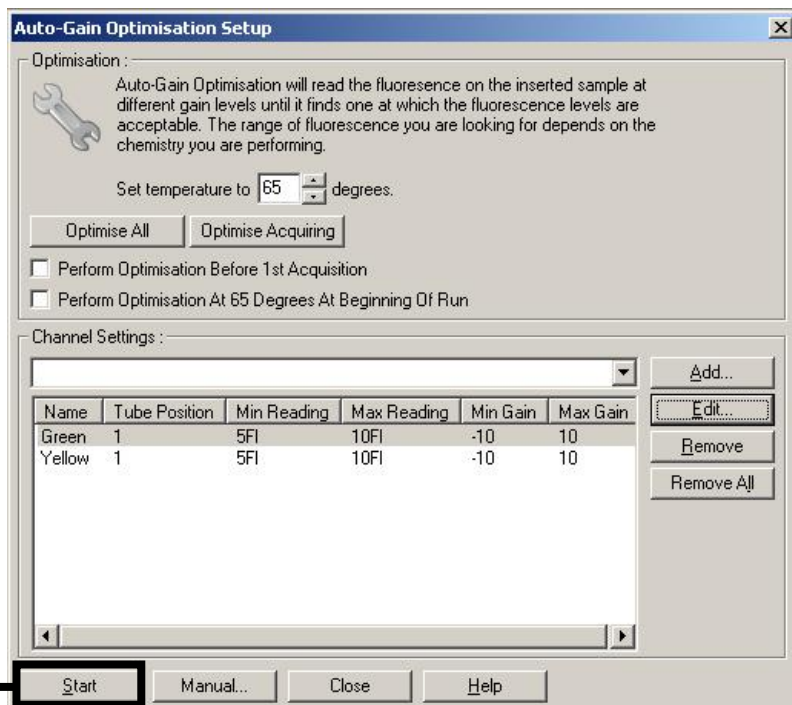 Auto-Gain Optimisation Setup
Optimisation :
Auto-Gain Optimisation will read the fluoresence on the inserted sample at
different gain levels until it finds one at which the fluorescence levels are
acceptable. The range of fluorescence you are looking for depends on the
chemistry you are performing.
Set temperature to 65 degrees.
Optimise All Optimise Acquiring
Perform Optimisation Before 1st Acquisition
Perform Optimisation At 65 Degrees At Beginning Of Run
Channel Settings :
Add...
Name Tube Position Min Reading Max Reading Min Gain Max Gain Edit...
Green 1 5Fl 10Fl -10 10
Yellow 1 5Fl 10Fl -10 10
Remove
Remove All
Start Manual... Close Help